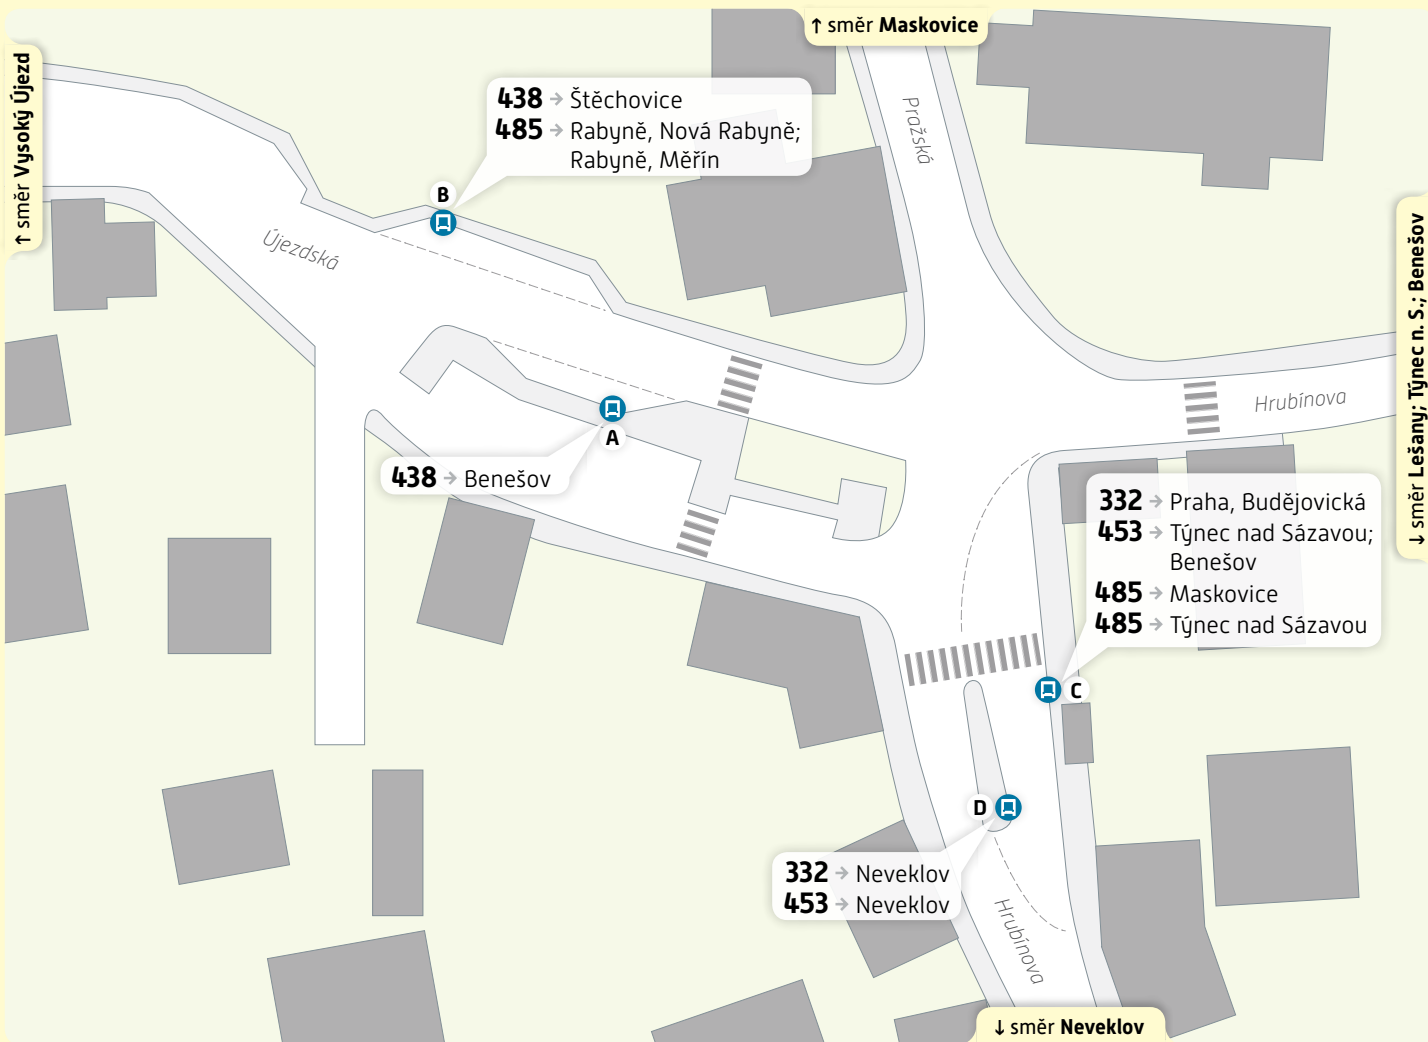 ↑ směr Maskovice
↑ směr Vysoký Újezd
438 → Štěchovice
485 → Rabyně, Nová Rabyně;
Rabyně, Měřín
Pražská
B
Újezdská
↓ směr Lešany; Týnec n. S.; Benešov
Hrubínova
A
438 → Benešov
332 → Praha, Budějovická
453 → Týnec nad Sázavou;
Benešov
485 → Maskovice
485 → Týnec nad Sázavou
C
D
332 → Neveklov
453 → Neveklov
Hrubínova
↓ směr Neveklov